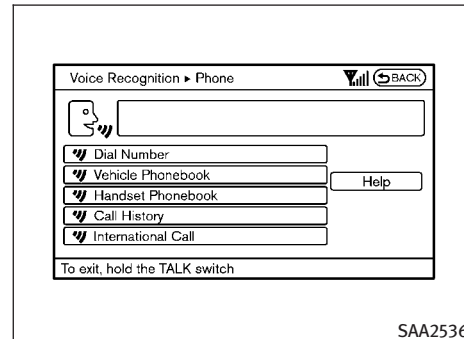 Voice Recognition ▸ Phone
BACK
Dial Number
Vehicle Phonebook
Help
Handset Phonebook
Call History
International Call
To exit, hold the TALK switch
SAA2536